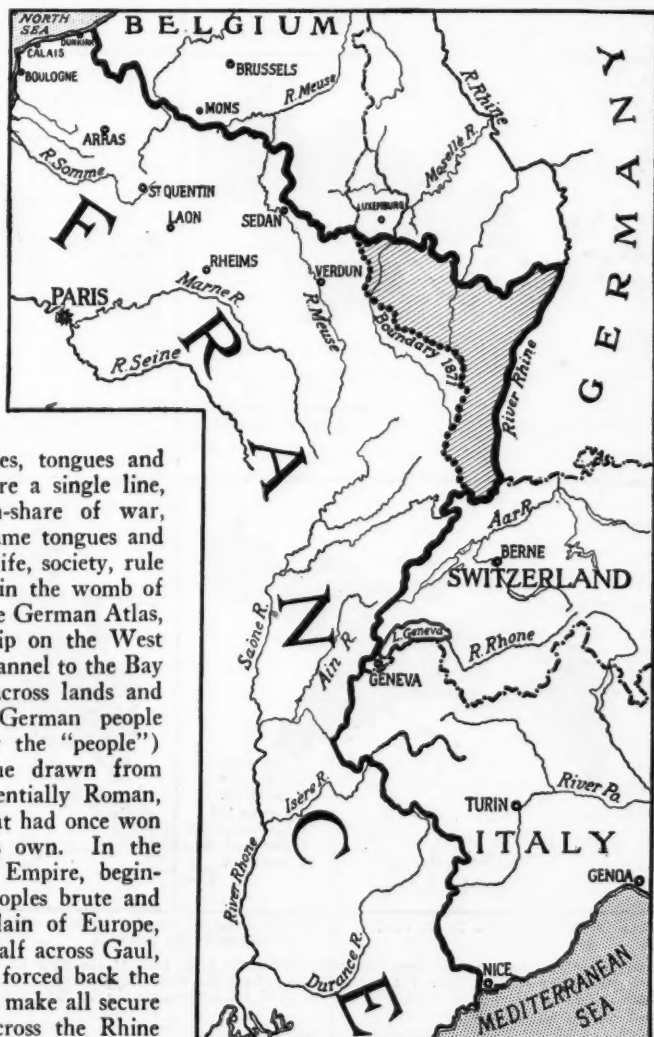 NORTH
SEA
BELGIUM
DUNKIRK
CALAIS
BOULOGNE
BRUSSELS
MONS
R. Meuse
R. Rhine
Moselle R.
GERMANY
ARRAS
R. Somme
ST QUENTIN
LAON
SEDAN
LUXEMBURG
RHEIMS
VERDUN
Marne R.
R. Meuse
PARIS
R. Seine
Boundary 1871
River Rhine
FRANCE
Aar R.
BERNE
SWITZERLAND
Saône R.
Ain R.
L. Geneva
GENEVA
R. Rhone
Isère R.
TURIN
River Po.
ITALY
GENOA
River Rhone
Durance R.
NICE
MEDITERRANEAN
SEA
es, tongues and
re a single line,
-share of war,
ame tongues and
ife, society, rule
in the womb of
e German Atlas,
ip on the West
annel to the Bay
across lands and
German people
the "people")
ue drawn from
entially Roman,
at had once won
s own. In the
Empire, begin-
oples brute and
lain of Europe,
alf across Gaul,
forced back the
make all secure
cross the Rhine